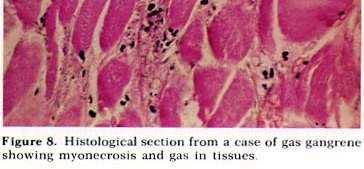 Figure 8. Histological section from a case of gas gangrene
showing myonecrosis and gas in tissues.